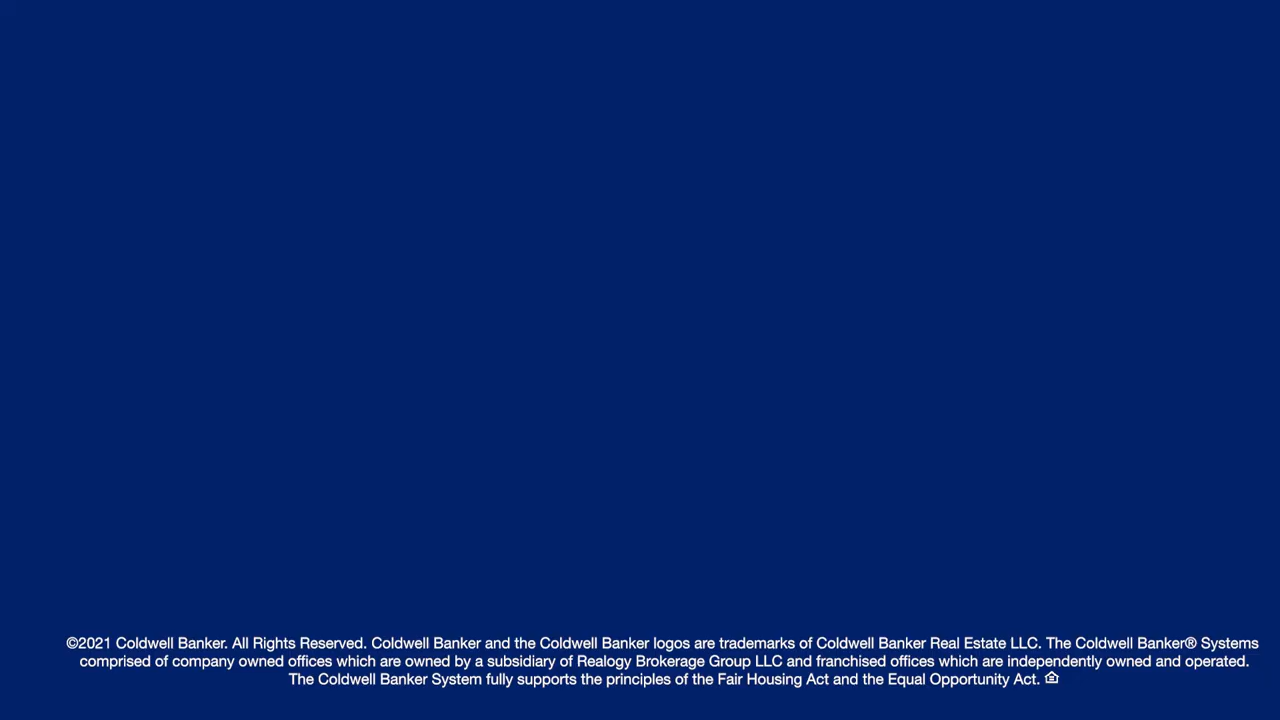 ©2021 Coldwell Banker. All Rights Reserved. Coldwell Banker and the Coldwell Banker logos are trademarks of Coldwell Banker Real Estate LLC. The Coldwell Banker® Systems
comprised of company owned offices which are owned by a subsidiary of Realogy Brokerage Group LLC and franchised offices which are independently owned and operated.
The Coldwell Banker System fully supports the principles of the Fair Housing Act and the Equal Opportunity Act.